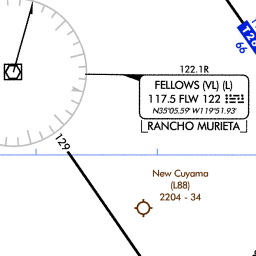 122.1R
FELLOWS (VL) (L)
117.5 FLW 122
N35°05.59' W119°51.93'
RANCHO MURIETA
129
66
New Cuyama
(L88)
2204 - 34